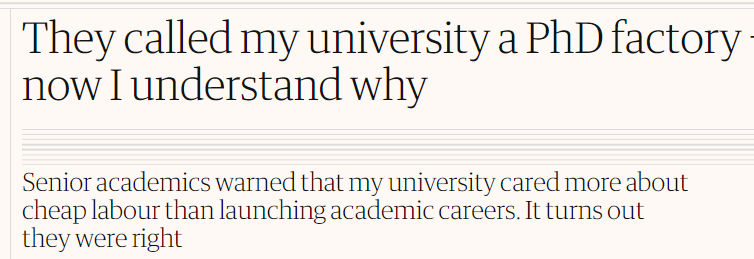 They called my university a PhD factory -
now I understand why
Senior academics warned that my university cared more about
cheap labour than launching academic careers. It turns out
they were right